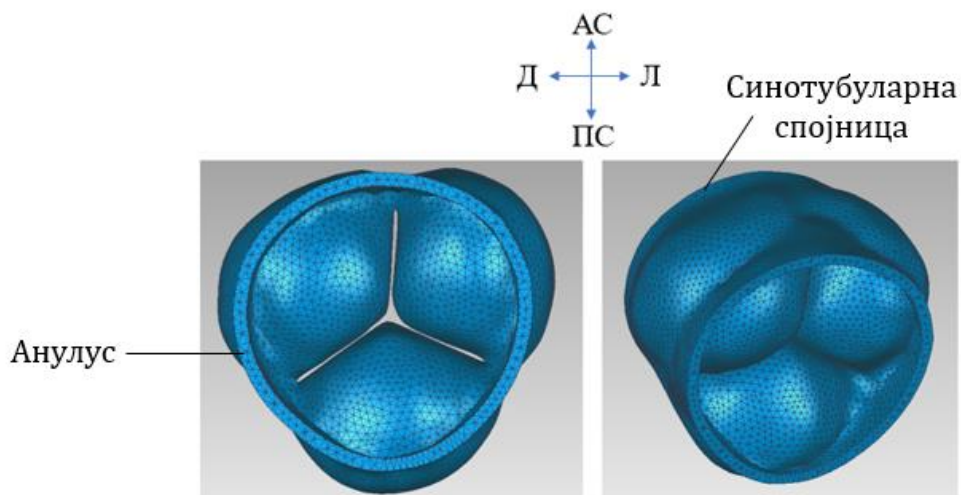 АС
Д Л
ПС
Синотубуларна
спојница
Анулус